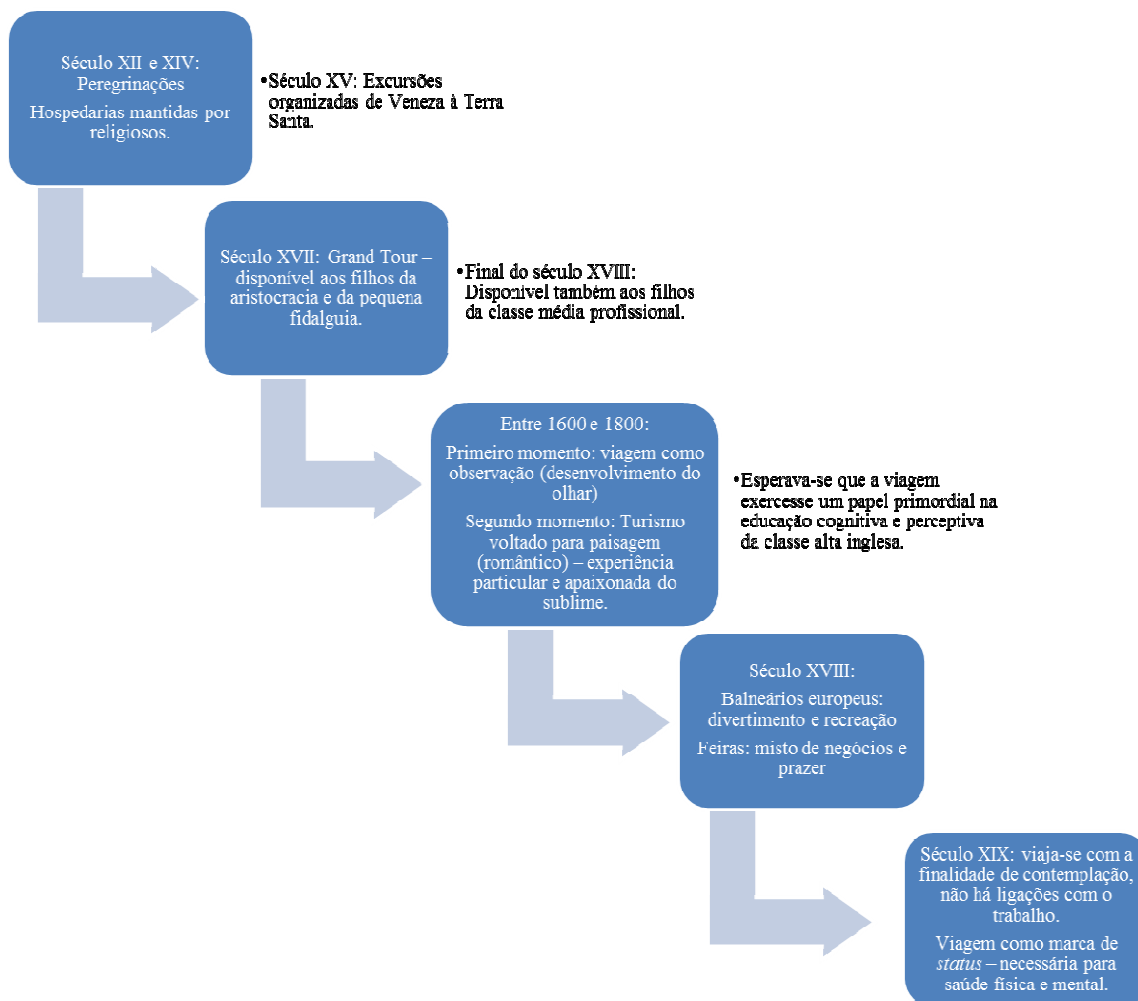 Século XII e XIV:
Peregrinações
Hospedarias mantidas por
religiosos.
•Século XV: Excursões
organizadas de Veneza à Terra
Santa.
Século XVII: Grand Tour –
disponível aos filhos da
aristocracia e da pequena
fidalguia.
•Final do século XVIII:
Disponível também aos filhos
da classe média profissional.
Entre 1600 e 1800:
Primeiro momento: viagem como
observação (desenvolvimento do
olhar)
Segundo momento: Turismo
voltado para paisagem
(romântico) – experiência
particular e apaixonada do
sublime.
•Esperava-se que a viagem
exercesse um papel primordial na
educação cognitiva e perceptiva
da classe alta inglesa.
Século XVIII:
Balneários europeus:
divertimento e recreação
Feiras: misto de negócios e
prazer
Século XIX: viaja-se com a
finalidade de contemplação,
não há ligações com o
trabalho.
Viagem como marca de
status – necessária para
saúde física e mental.